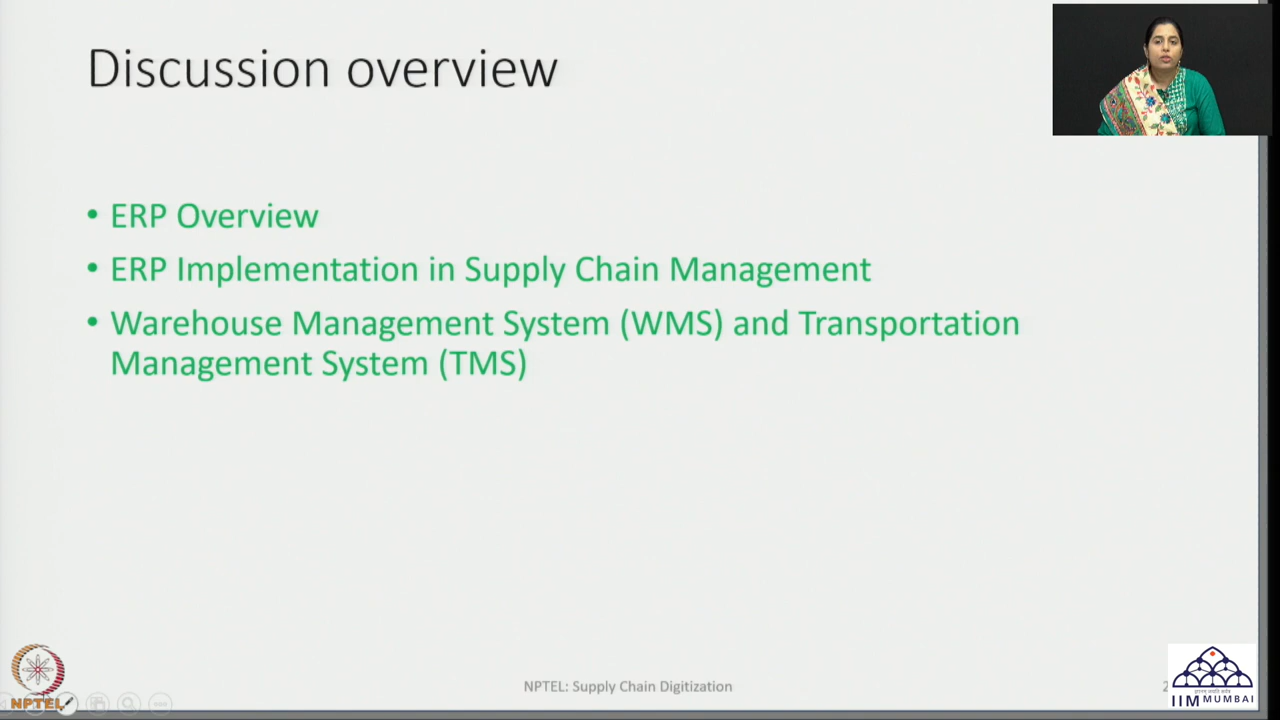 Discussion overview
• ERP Overview
• ERP Implementation in Supply Chain Management
• Warehouse Management System (WMS) and Transportation
Management System (TMS)
NPTEL
NPTEL: Supply Chain Digitization
2
IIM MUMBAI